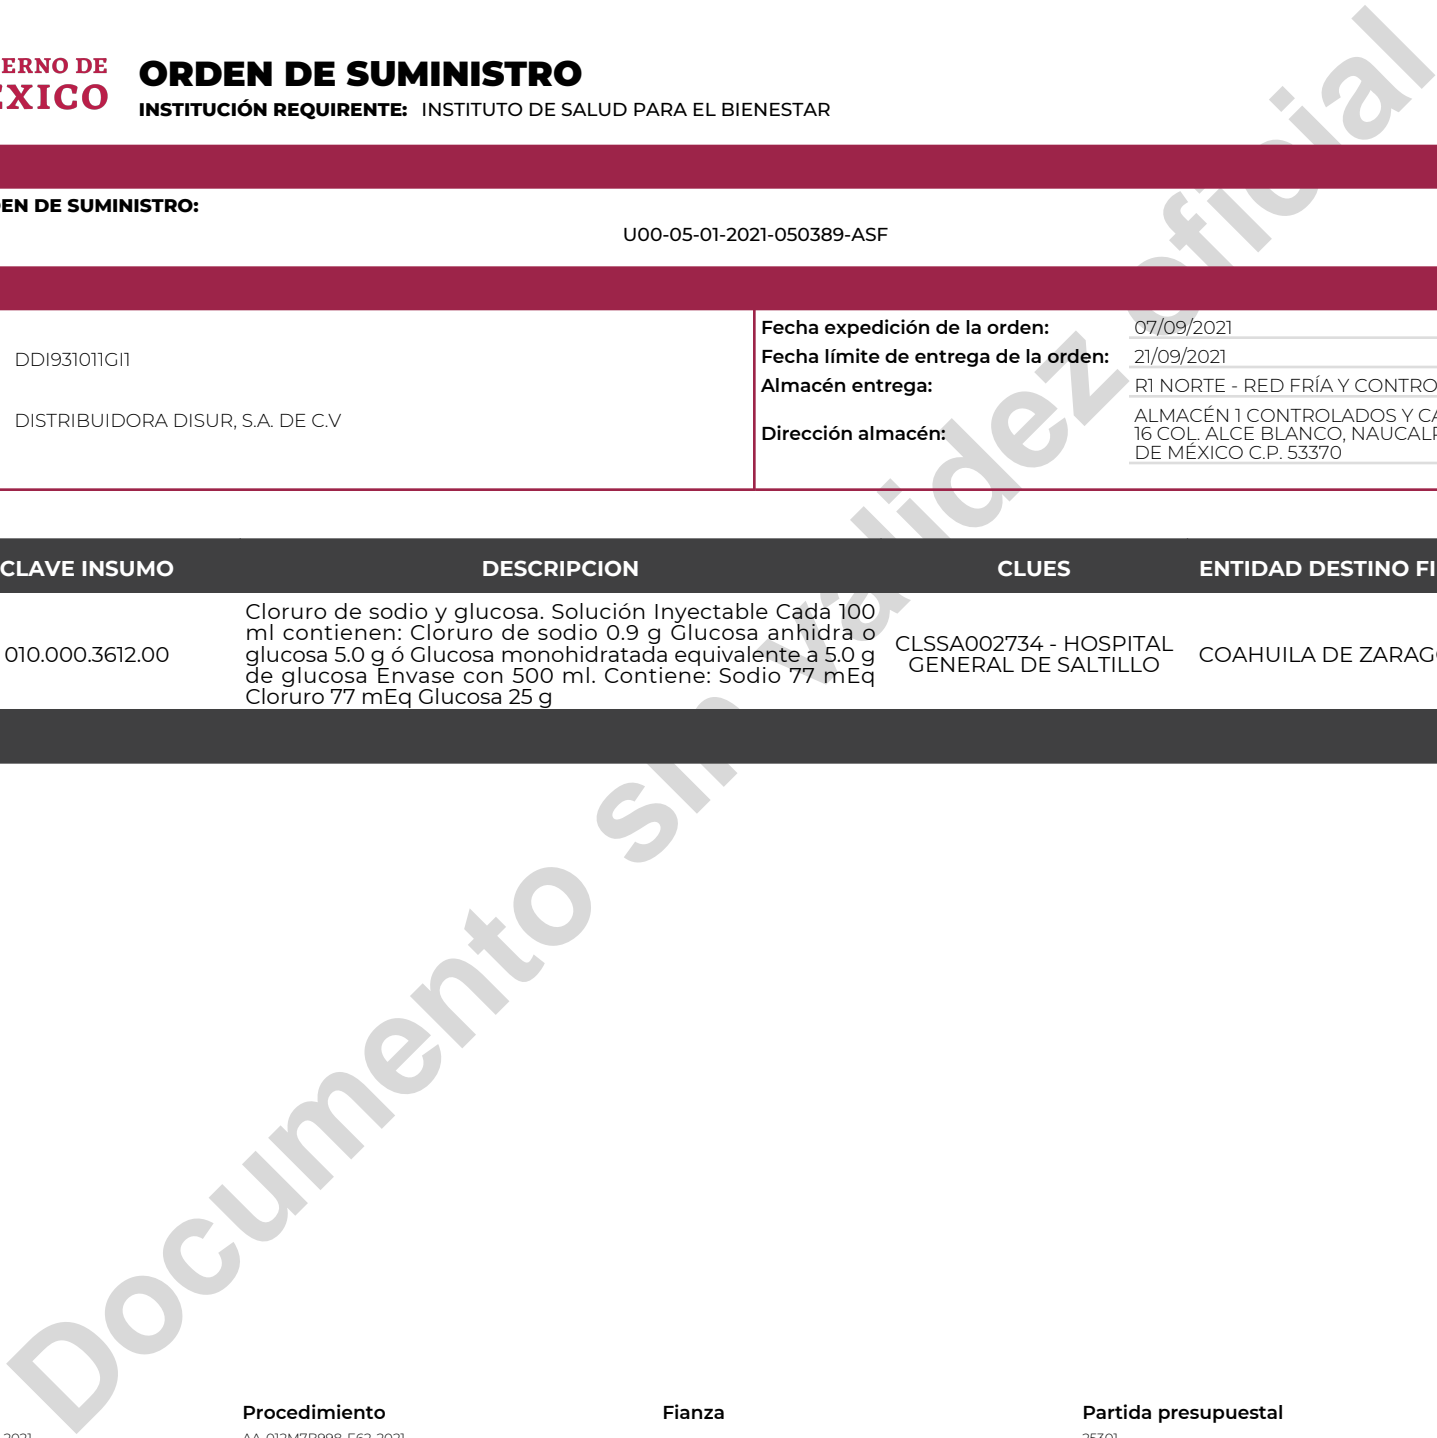 ERNO DE
ÉXICO
ORDEN DE SUMINISTRO
INSTITUCIÓN REQUIRENTE: INSTITUTO DE SALUD PARA EL BIENESTAR
EN DE SUMINISTRO:
U00-05-01-2021-050389-ASF
DDI931011GI1
DISTRIBUIDORA DISUR, S.A. DE C.V
Fecha expedición de la orden: 07/09/2021
Fecha límite de entrega de la orden: 21/09/2021
Almacén entrega: R1 NORTE - RED FRÍA Y CONTRO
Dirección almacén:
ALMACÉN 1 CONTROLADOS Y CA
16 COL. ALCE BLANCO, NAUCALP
DE MÉXICO C.P. 53370
CLAVE INSUMO DESCRIPCION CLUES ENTIDAD DESTINO FI
010.000.3612.00
Cloruro de sodio y glucosa. Solución Inyectable Cada 100
ml contienen: Cloruro de sodio 0.9 g Glucosa anhidra o
glucosa 5.0 g ó Glucosa monohidratada equivalente a 5.0 g
de glucosa Envase con 500 ml. Contiene: Sodio 77 mEq
Cloruro 77 mEq Glucosa 25 g
CLSSA002734 - HOSPITAL
GENERAL DE SALTILLO
COAHUILA DE ZARAG
Documento sin validez oficial
Procedimiento Fianza Partida presupuestal